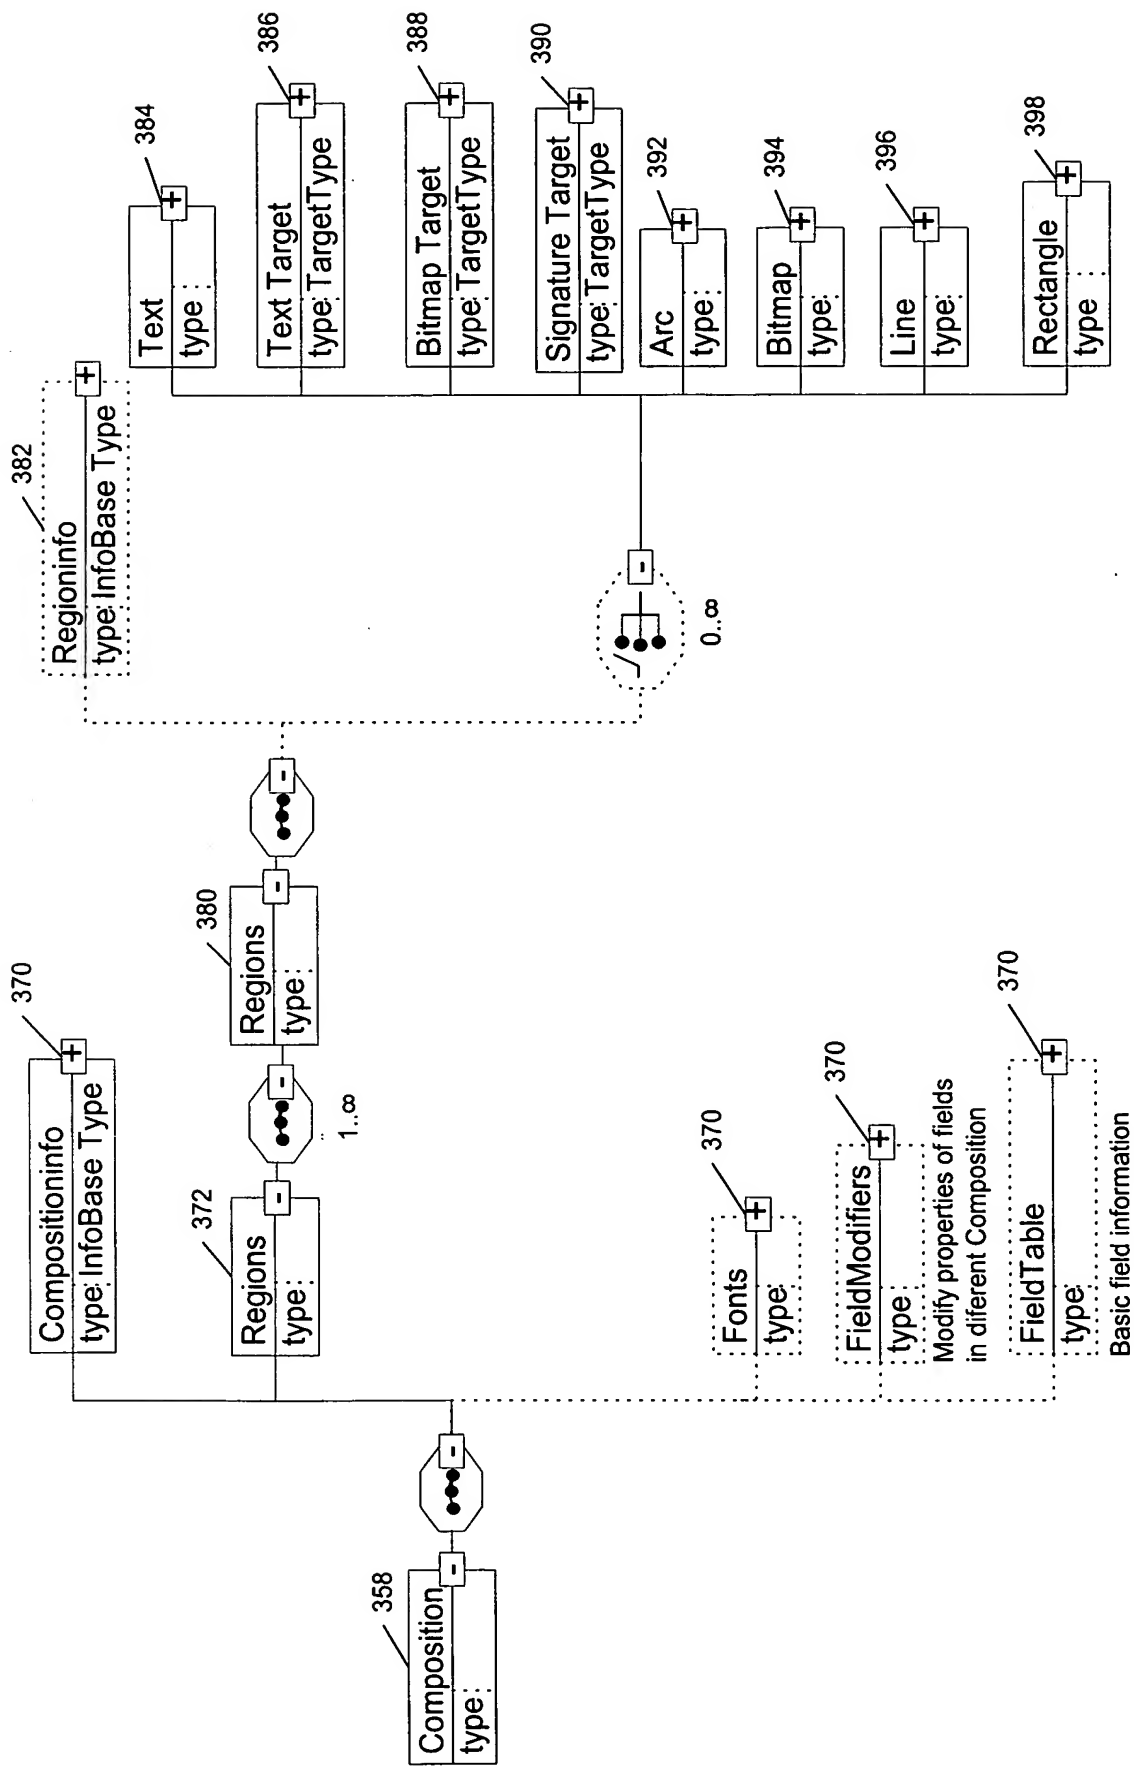 358
Composition
type:
370
Compositioninfo
type: InfoBase Type
372
Regions
type:
1..∞
380
Regions
type:
382
Regioninfo
type: InfoBase Type
0..∞
384
Text
type :
386
Text Target
type: TargetType
388
Bitmap Target
type: TargetType
390
Signature Target
type: TargetType
392
Arc
type:
394
Bitmap
type:
396
Line
type:
398
Rectangle
type :
370
Fonts
type
370
FieldModifiers
type
Modify properties of fields
in diferent Composition
370
FieldTable
type
Basic field information